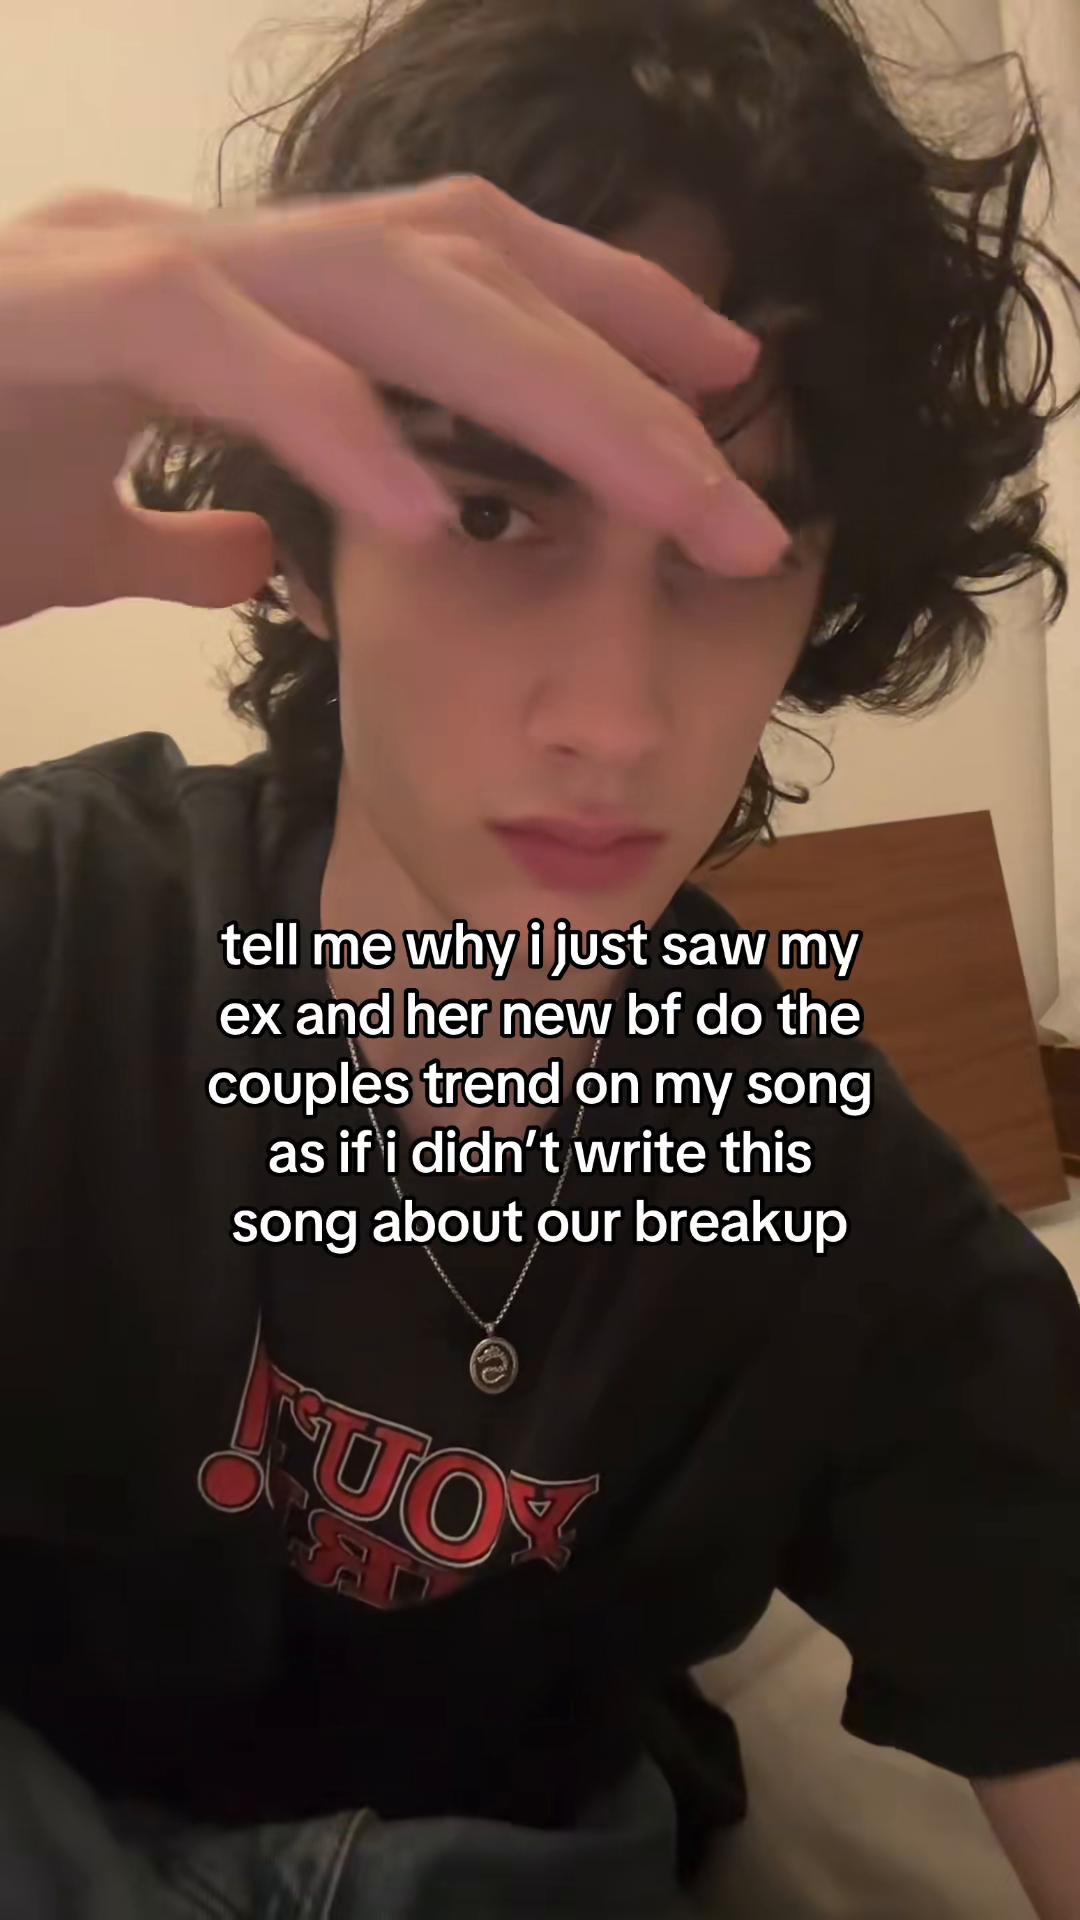 tell me why i just saw my
ex and her new bf do the
couples trend on my song
as if i didn’t write this
song about our breakup
YOU'